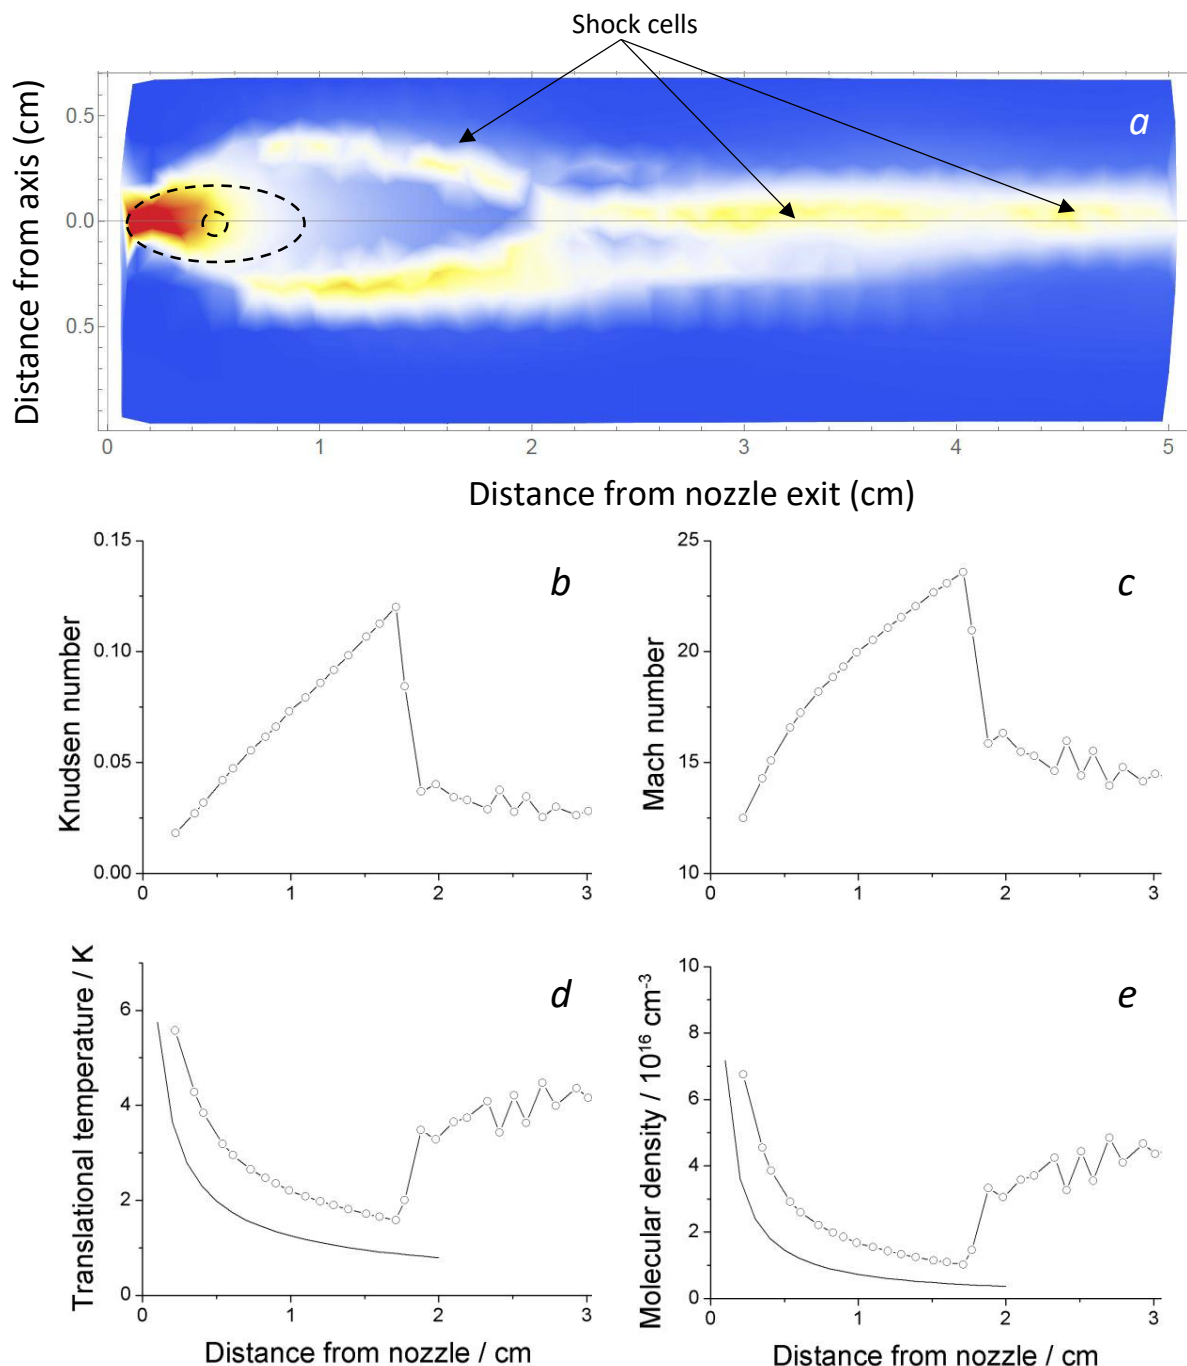 Shock cells
a
Distance from axis (cm)
0.5
0.0
0.5
0 1 2 3 4 5
Distance from nozzle exit (cm)
b
Knudsen number
0.15
0.10
0.05
0.00
0 1 2 3
c
Mach number
25
20
15
10
0 1 2 3
d
Translational temperature / K
6
4
2
0
0 1 2 3
Distance from nozzle / cm
e
Molecular density / 10¹⁶ cm⁻³
10
8
6
4
2
0
0 1 2 3
Distance from nozzle / cm